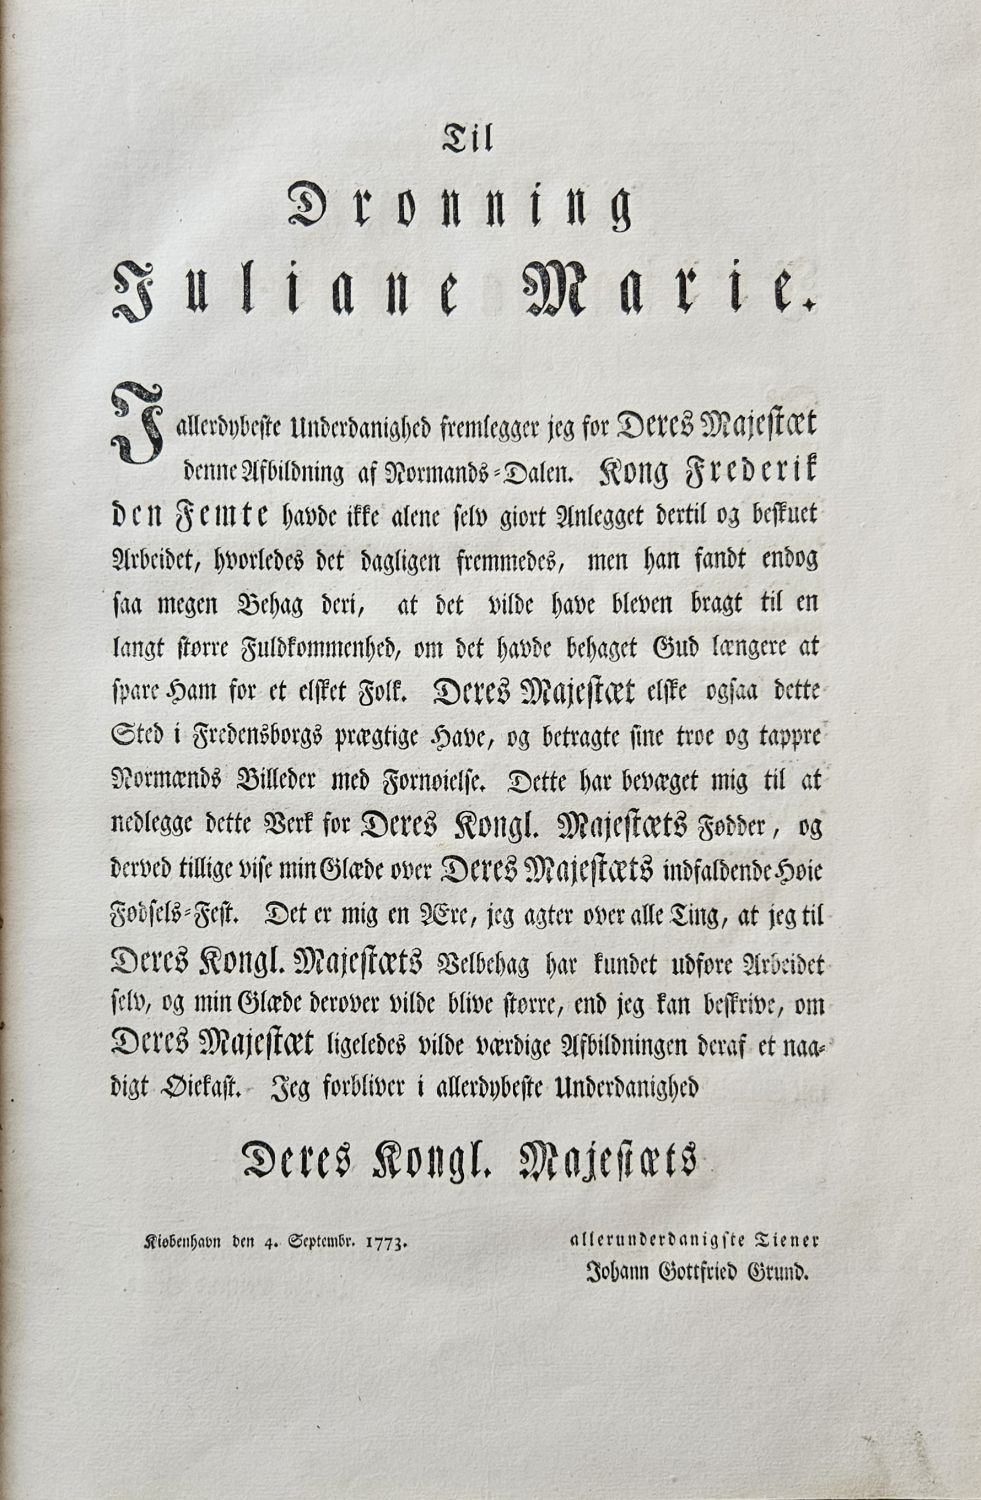 Til
Dronning
Juliane Marie.
I allerdybeste Underdanighed fremlegger jeg for Deres Majestæt
denne Afbildning af Normands-Dalen. Kong Frederik
den Femte havde ikke alene selv giort Anlegget dertil og beskuet
Arbeidet, hvorledes det dagligen fremmedes, men han fandt endog
saa megen Behag deri, at det vilde have bleven bragt til en
langt større Fuldkommenhed, om det havde behaget Gud længere at
spare Ham for et elsket Folk. Deres Majestæt elske ogsaa dette
Sted i Fredensborgs prægtige Have, og betragte sine troe og tappre
Normænds Billeder med Fornøielse. Dette har bevæget mig til at
nedlegge dette Verk for Deres Kongl. Majestæts Fødder, og
derved tillige vise min Glæde over Deres Majestæts indfaldende Høie
Fødsels-Fest. Det er mig en Ære, jeg agter over alle Ting, at jeg til
Deres Kongl. Majestæts Velbehag har kundet udføre Arbeidet
selv, og min Glæde derover vilde blive større, end jeg kan beskrive, om
Deres Majestæt ligeledes vilde værdige Afbildningen deraf et naa-
digt Øiekast. Jeg forbliver i allerdybeste Underdanighed
Deres Kongl. Majestæts
Kiøbenhavn den 4. Septembr. 1773.
allerunderdanigste Tiener
Johann Gottfried Grund.